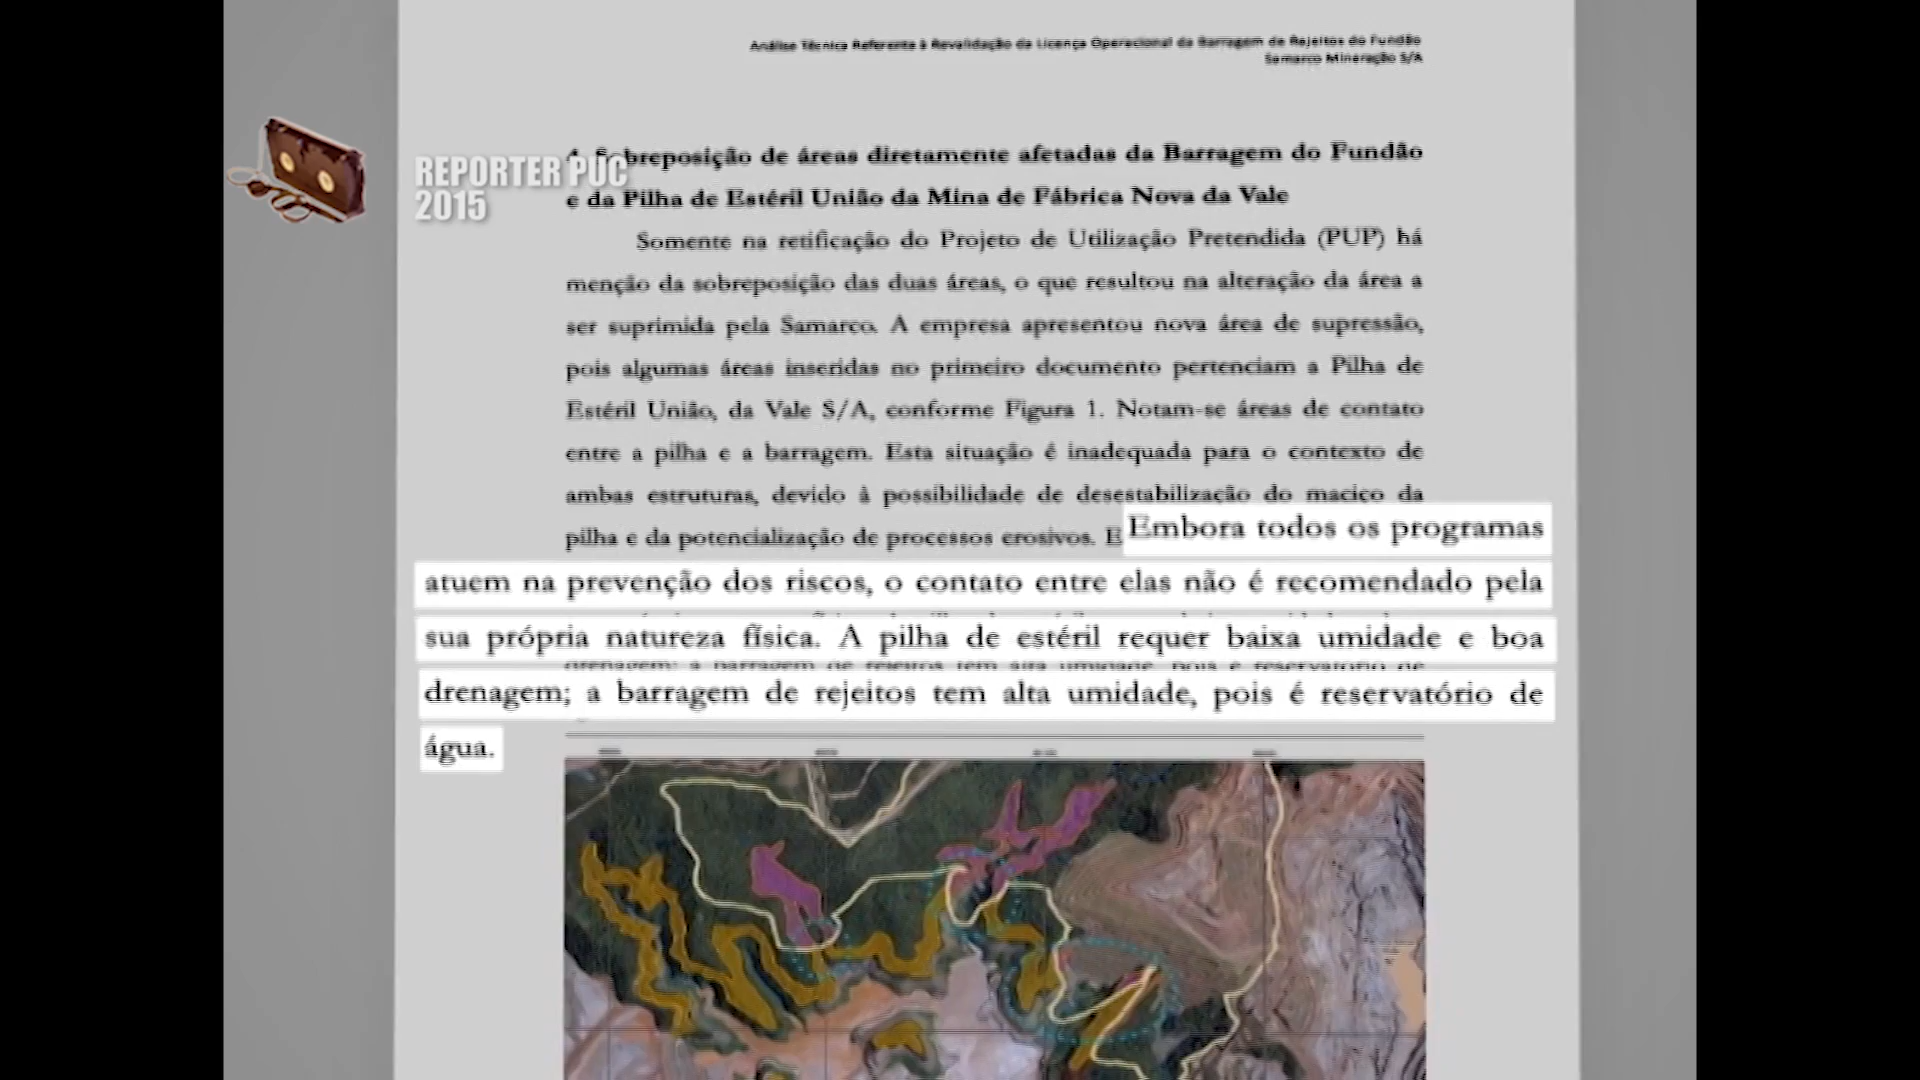 Análise Técnica Referente à Revalidação da Licença Operacional da Barragem de Rejeitos do Fundão
Samarco Mineração S/A
REPORTER PUC
2015
Sobreposição de áreas diretamente afetadas da Barragem do Fundão
e da Pilha de Estéril União da Mina de Fábrica Nova da Vale
Somente na retificação do Projeto de Utilização Pretendida (PUP) há
menção da sobreposição das duas áreas, o que resultou na alteração da área a
ser suprimida pela Samarco. A empresa apresentou nova área de supressão,
pois algumas áreas inseridas no primeiro documento pertenciam a Pilha de
Estéril União, da Vale S/A, conforme Figura 1. Notam-se áreas de contato
entre a pilha e a barragem. Esta situação é inadequada para o contexto de
ambas estruturas, devido à possibilidade de desestabilização do maciço da
pilha e da potencialização de processos erosivos. E
Embora todos os programas
atuem na prevenção dos riscos, o contato entre elas não é recomendado pela
sua própria natureza física. A pilha de estéril requer baixa umidade e boa
drenagem; a barragem de rejeitos tem alta umidade, pois é reservatório de
água.